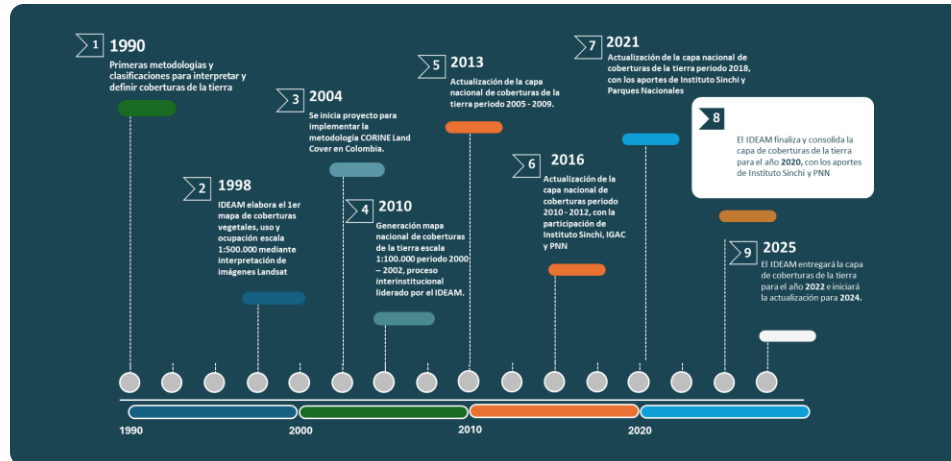 1
1990
Primeras metodologías y
clasificaciones para interpretar y
definir coberturas de la tierra
2
1998
IDEAM elabora el 1er
mapa de coberturas
vegetales, uso y
ocupación escala
1:500.000 mediante
interpretación de
imágenes Landsat
3
2004
Se inicia proyecto para
implementar la
metodología CORINE Land
Cover en Colombia.
4
2010
Generación mapa
nacional de coberturas
de la tierra escala
1:100.000 periodo 2000
– 2002, proceso
interinstitucional
liderado por el IDEAM.
5
2013
Actualización de la capa
nacional de coberturas de la
tierra periodo 2005 - 2009.
6
2016
Actualización de la
capa nacional de
coberturas periodo
2010 - 2012, con la
participación de
Instituto Sinchi, IGAC
y PNN
7
2021
Actualización de la capa nacional de
coberturas de la tierra periodo 2018,
con los aportes de Instituto Sinchi y
Parques Nacionales
8
El IDEAM finaliza y consolida la
capa de coberturas de la tierra
para el año 2020, con los aportes
de Instituto Sinchi y PNN
9
2025
El IDEAM entregará la capa
de coberturas de la tierra
para el año 2022 e iniciará
la actualización para 2024.
1990
2000
2010
2020